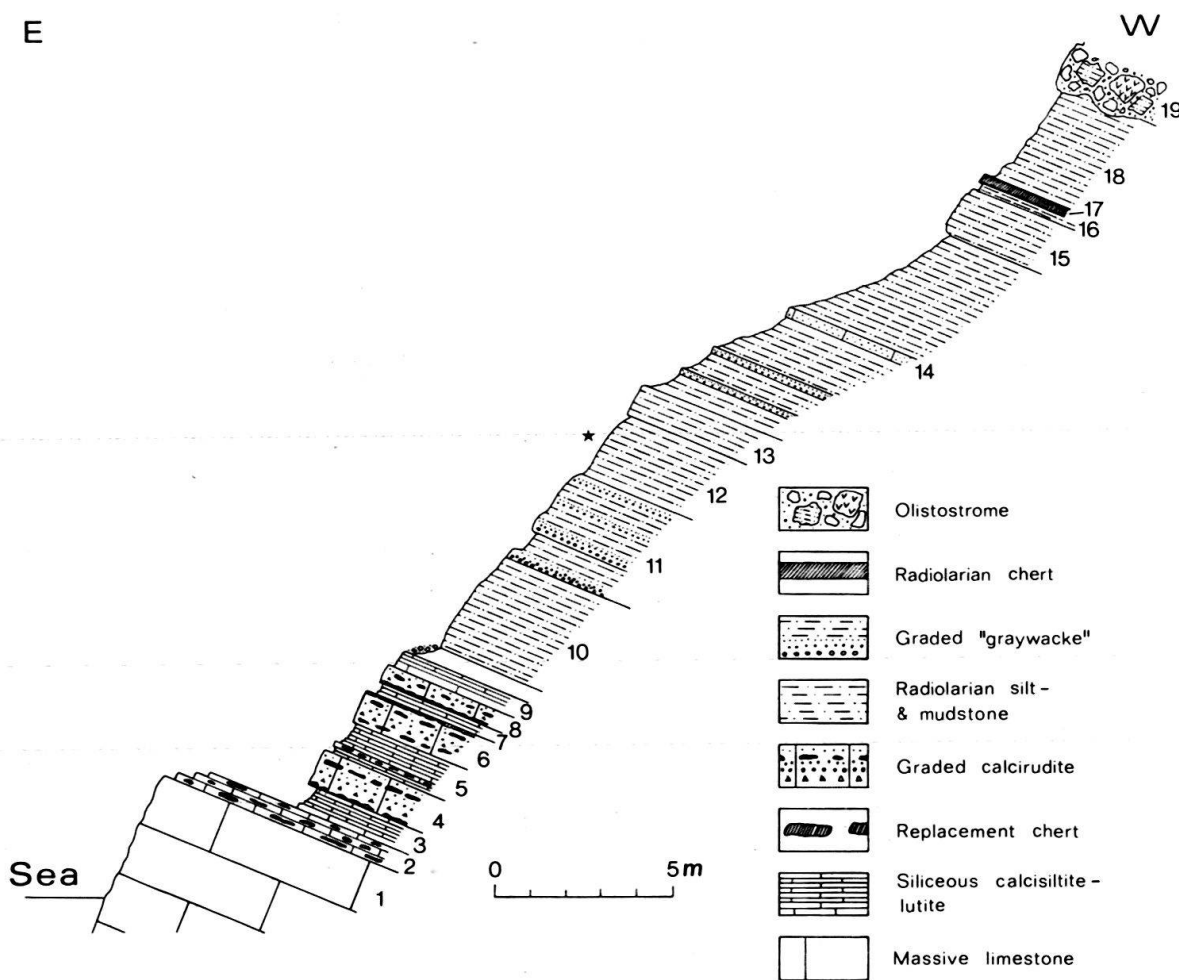 E
W
19
18
17
16
15
14
13
12
11
10
9
8
7
6
5
4
3
2
1
Sea
0 5m
Olistostrome
Radiolarian chert
Graded "graywacke"
Radiolarian silt-
& mudstone
Graded calcirudite
Replacement chert
Siliceous calcisiltite-
lutite
Massive limestone